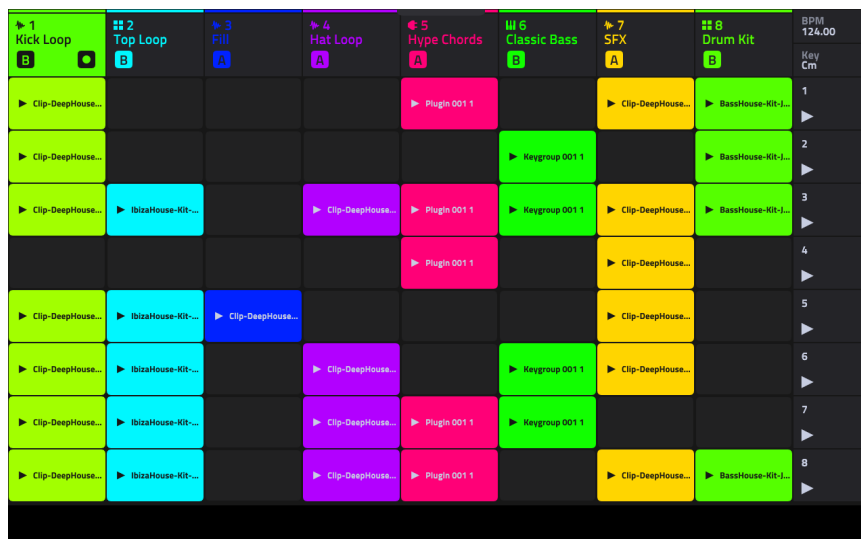 1 2 3 4 5 6 7 8 BPM
Kick Loop Top Loop Fill Hat Loop Hype Chords Classic Bass SFX Drum Kit 124.00
B B A A A B A B Key
Cm
Clip-DeepHouse... Plugin 001 1 Clip-DeepHouse... BassHouse-Kit-J... 1
Clip-DeepHouse... Keygroup 001 1 BassHouse-Kit-J... 2
Clip-DeepHouse... IbizaHouse-Kit-... Clip-DeepHouse... Plugin 001 1 Keygroup 001 1 Clip-DeepHouse... BassHouse-Kit-J... 3
Plugin 001 1 Clip-DeepHouse... 4
Clip-DeepHouse... IbizaHouse-Kit-... Clip-DeepHouse... Clip-DeepHouse... 5
Clip-DeepHouse... IbizaHouse-Kit-... Clip-DeepHouse... Keygroup 001 1 Clip-DeepHouse... 6
Clip-DeepHouse... IbizaHouse-Kit-... Clip-DeepHouse... Plugin 001 1 Keygroup 001 1 7
Clip-DeepHouse... IbizaHouse-Kit-... Clip-DeepHouse... Plugin 001 1 Clip-DeepHouse... BassHouse-Kit-J... 8